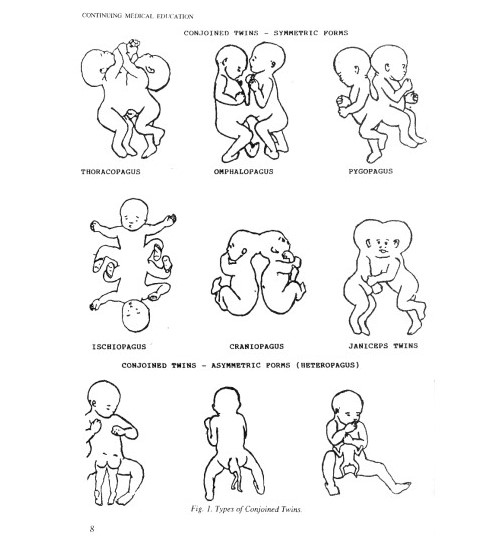 CONTINUING MEDICAL EDUCATION
CONJOINED TWINS - SYMMETRIC FORMS
THORACOPAGUS OMPHALOPAGUS PYGOPAGUS
ISCHIOPAGUS CRANIOPAGUS JANICEPS TWINS
CONJOINED TWINS - ASYMMETRIC FORMS (HETEROPAGUS)
Fig. 1. Types of Conjoined Twins.
8